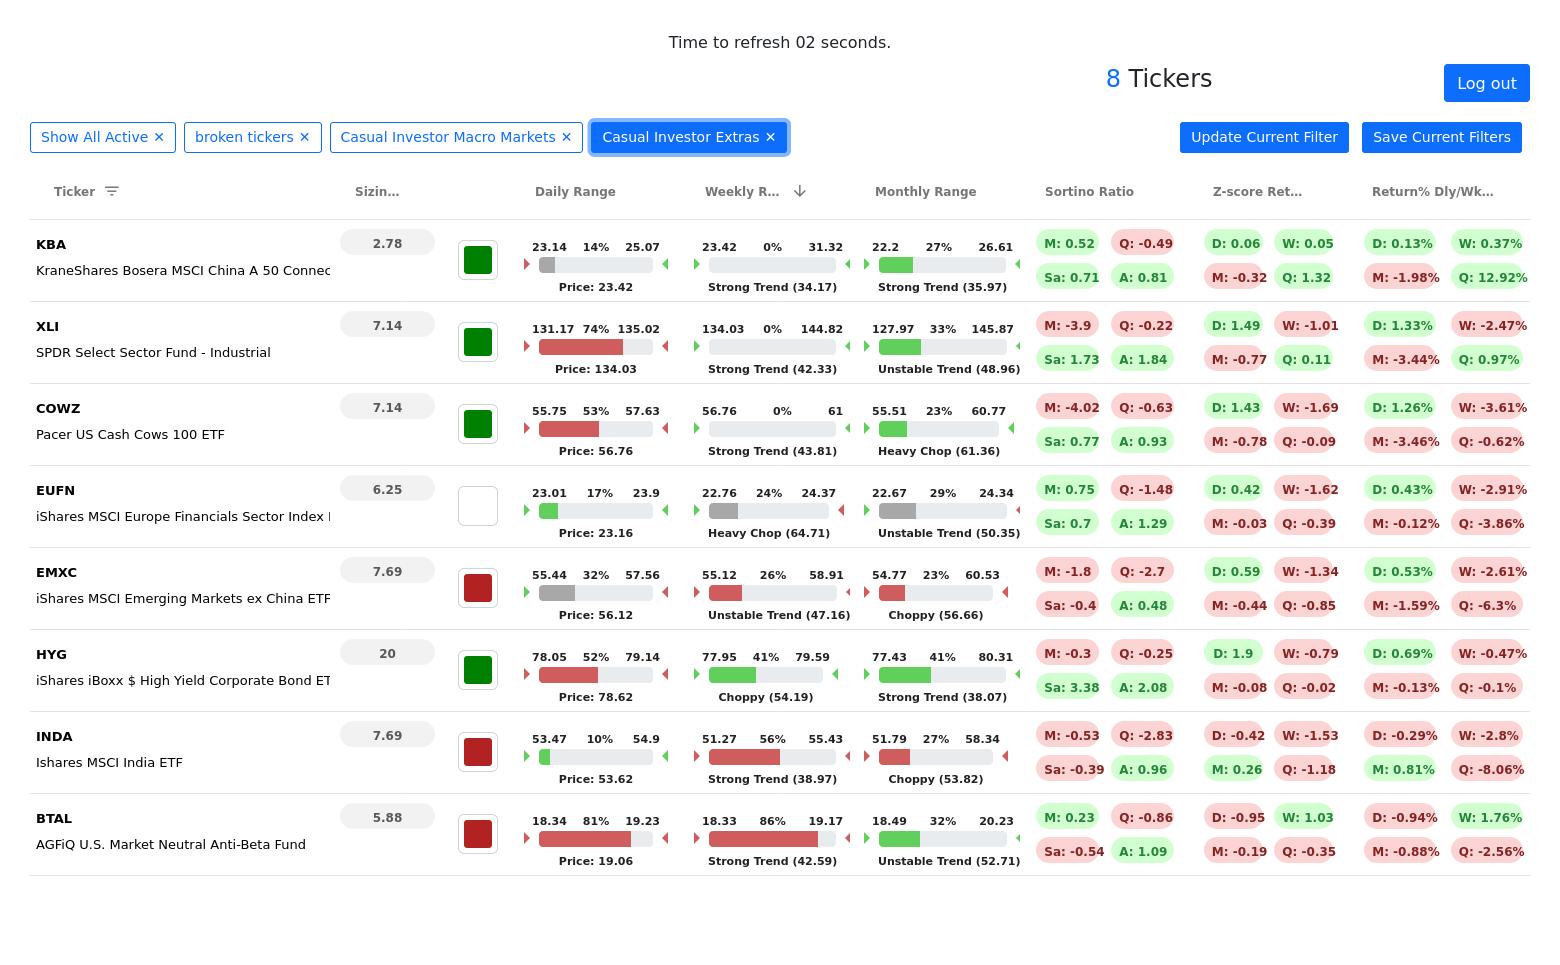 Time to refresh 02 seconds.
8 Tickers
Log out
Show All Active ✕ broken tickers ✕ Casual Investor Macro Markets ✕ Casual Investor Extras ✕ Update Current Filter Save Current Filters
Ticker Sizin... Daily Range Weekly R... Monthly Range Sortino Ratio Z-score Ret... Return% Dly/Wk...
KBA 2.78 23.14 14% 25.07 23.42 0% 31.32 22.2 27% 26.61 M: 0.52 Q: -0.49 D: 0.06 W: 0.05 D: 0.13% W: 0.37%
KraneShares Bosera MSCI China A 50 Connec Price: 23.42 Strong Trend (34.17) Strong Trend (35.97) Sa: 0.71 A: 0.81 M: -0.32 Q: 1.32 M: -1.98% Q: 12.92%
XLI 7.14 131.17 74% 135.02 134.03 0% 144.82 127.97 33% 145.87 M: -3.9 Q: -0.22 D: 1.49 W: -1.01 D: 1.33% W: -2.47%
SPDR Select Sector Fund - Industrial Price: 134.03 Strong Trend (42.33) Unstable Trend (48.96) Sa: 1.73 A: 1.84 M: -0.77 Q: 0.11 M: -3.44% Q: 0.97%
COWZ 7.14 55.75 53% 57.63 56.76 0% 61 55.51 23% 60.77 M: -4.02 Q: -0.63 D: 1.43 W: -1.69 D: 1.26% W: -3.61%
Pacer US Cash Cows 100 ETF Price: 56.76 Strong Trend (43.81) Heavy Chop (61.36) Sa: 0.77 A: 0.93 M: -0.78 Q: -0.09 M: -3.46% Q: -0.62%
EUFN 6.25 23.01 17% 23.9 22.76 24% 24.37 22.67 29% 24.34 M: 0.75 Q: -1.48 D: 0.42 W: -1.62 D: 0.43% W: -2.91%
iShares MSCI Europe Financials Sector Index Price: 23.16 Heavy Chop (64.71) Unstable Trend (50.35) Sa: 0.7 A: 1.29 M: -0.03 Q: -0.39 M: -0.12% Q: -3.86%
EMXC 7.69 55.44 32% 57.56 55.12 26% 58.91 54.77 23% 60.53 M: -1.8 Q: -2.7 D: 0.59 W: -1.34 D: 0.53% W: -2.61%
iShares MSCI Emerging Markets ex China ETF Price: 56.12 Unstable Trend (47.16) Choppy (56.66) Sa: -0.4 A: 0.48 M: -0.44 Q: -0.85 M: -1.59% Q: -6.3%
HYG 20 78.05 52% 79.14 77.95 41% 79.59 77.43 41% 80.31 M: -0.3 Q: -0.25 D: 1.9 W: -0.79 D: 0.69% W: -0.47%
iShares iBoxx $ High Yield Corporate Bond ET Price: 78.62 Choppy (54.19) Strong Trend (38.07) Sa: 3.38 A: 2.08 M: -0.08 Q: -0.02 M: -0.13% Q: -0.1%
INDA 7.69 53.47 10% 54.9 51.27 56% 55.43 51.79 27% 58.34 M: -0.53 Q: -2.83 D: -0.42 W: -1.53 D: -0.29% W: -2.8%
Ishares MSCI India ETF Price: 53.62 Strong Trend (38.97) Choppy (53.82) Sa: -0.39 A: 0.96 M: 0.26 Q: -1.18 M: 0.81% Q: -8.06%
BTAL 5.88 18.34 81% 19.23 18.33 86% 19.17 18.49 32% 20.23 M: 0.23 Q: -0.86 D: -0.95 W: 1.03 D: -0.94% W: 1.76%
AGFiQ U.S. Market Neutral Anti-Beta Fund Price: 19.06 Strong Trend (42.59) Unstable Trend (52.71) Sa: -0.54 A: 1.09 M: -0.19 Q: -0.35 M: -0.88% Q: -2.56%